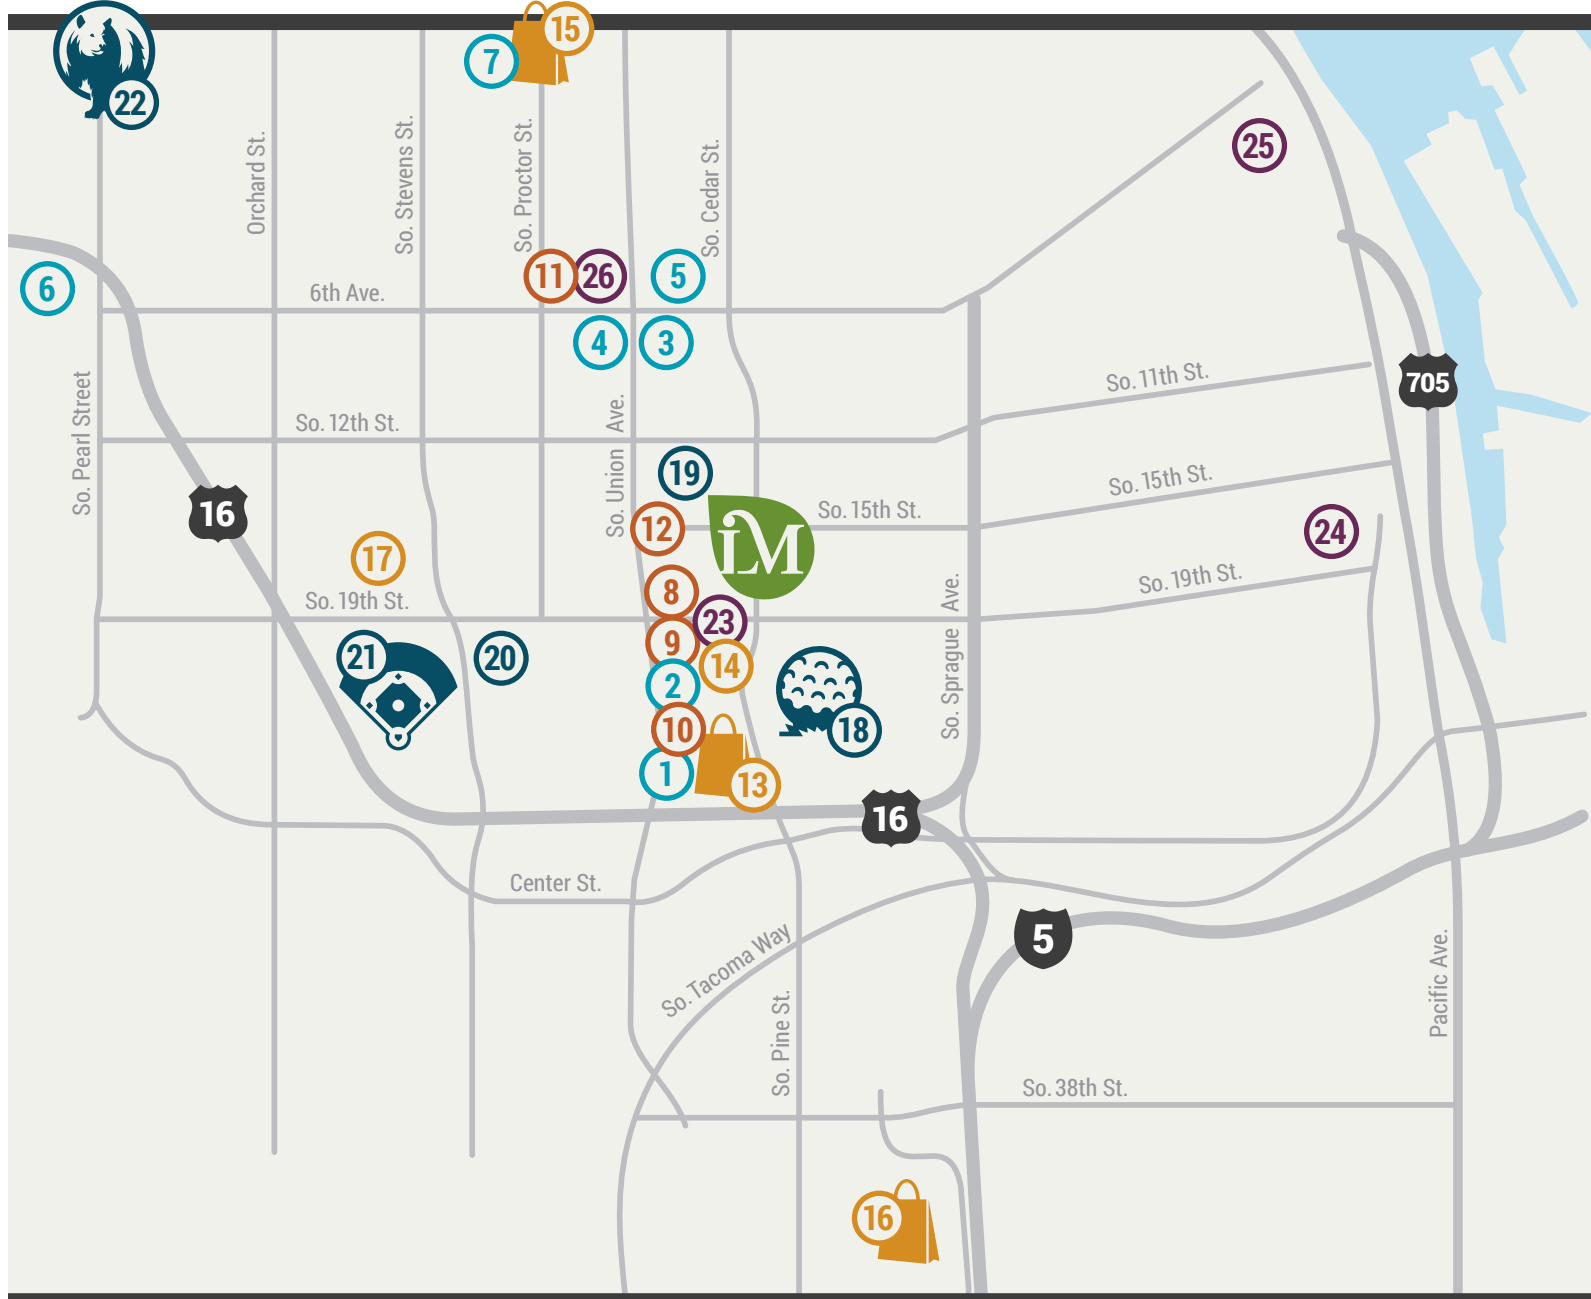 15
7
22
25
Orchard St.
So. Stevens St.
So. Proctor St.
So. Cedar St.
11
26
5
6
6th Ave.
4
3
So. 11th St.
705
So. Pearl Street
So. 12th St.
So. Union Ave.
19
So. 15th St.
16
12
LM
So. 15th St.
24
17
8
So. 19th St.
So. 19th St.
23
9
21
20
14
2
So. Sprague Ave.
10
18
1
13
16
Center St.
5
So. Tacoma Way
Pacific Ave.
So. Pine St.
So. 38th St.
16